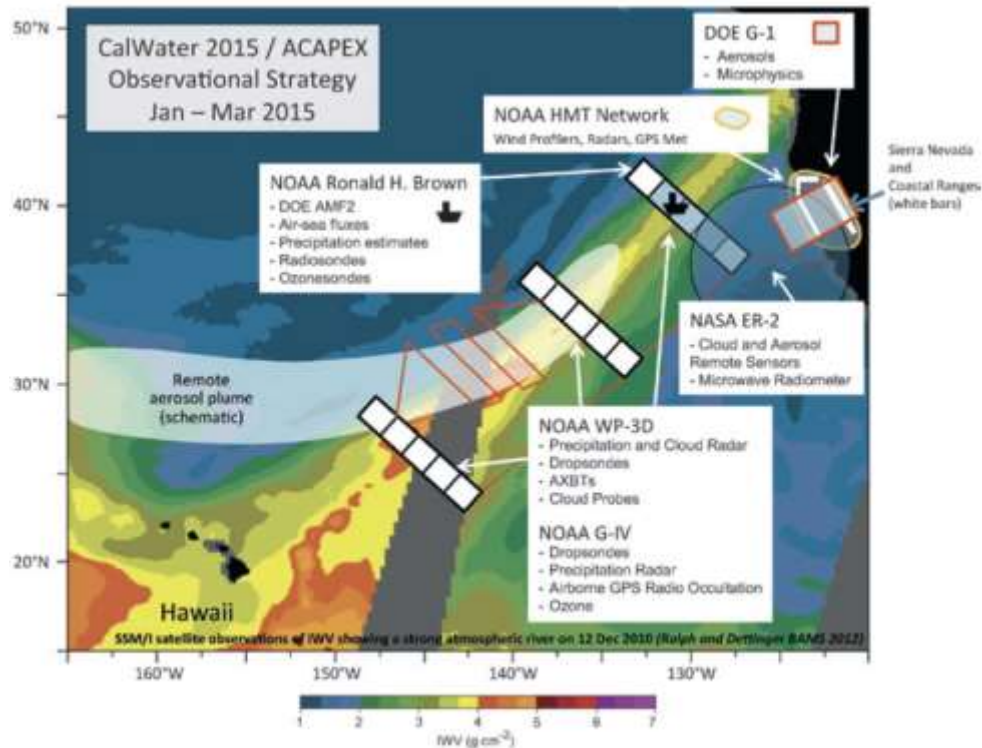 CalWater 2015 / ACAPEX
Observational Strategy
Jan – Mar 2015
DOE G-1
- Aerosols
- Microphysics
NOAA HMT Network
Wind Profilers, Radars, GPS Met
Sierra Nevada
and
Coastal Ranges
(white bars)
NOAA Ronald H. Brown
- DOE AMF2
- Air-sea fluxes
- Precipitation estimates
- Radiosondes
- Ozonesondes
NASA ER-2
- Cloud and Aerosol
Remote Sensors
- Microwave Radiometer
Remote
aerosol plume
(schematic)
NOAA WP-3D
- Precipitation and Cloud Radar
- Dropsondes
- AXBTs
- Cloud Probes
NOAA G-IV
- Dropsondes
- Precipitation Radar
- Airborne GPS Radio Occultation
- Ozone
Hawaii
SSM/I satellite observations of IWV showing a strong atmospheric river on 12 Dec 2010 (Ralph and Dettinger BAMS 2012)
50°N
40°N
30°N
20°N
160°W 150°W 140°W 130°W
1 2 3 4 5 6 7
IWV (g cm⁻²)